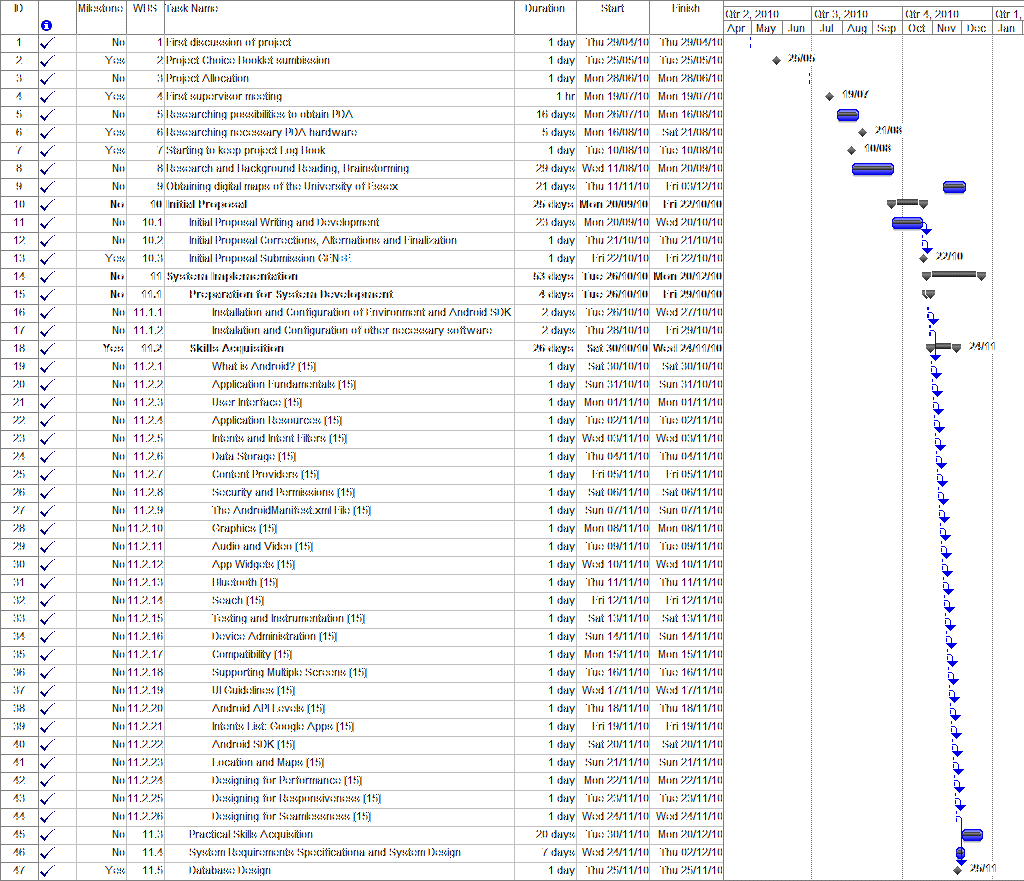 ID Milestone WBS Task Name Duration Start Finish Qtr 2, 2010 Qtr 3, 2010 Qtr 4, 2010 Qtr 1,
Apr May Jun Jul Aug Sep Oct Nov Dec Jan
1 No 1 First discussion of project 1 day Thu 29/04/10 Thu 29/04/10
2 Yes 2 Project Choice Booklet sumbission 1 day Tue 25/05/10 Tue 25/05/10 25/05
3 No 3 Project Allocation 1 day Mon 28/06/10 Mon 28/06/10
4 Yes 4 First supervisor meeting 1 hr Mon 19/07/10 Mon 19/07/10 19/07
5 No 5 Researching possibilities to obtain PDA 16 days Mon 26/07/10 Mon 16/08/10
6 Yes 6 Researching necessary PDA hardware 5 days Mon 16/08/10 Sat 21/08/10 21/08
7 Yes 7 Starting to keep project Log Book 1 day Tue 10/08/10 Tue 10/08/10 10/08
8 No 8 Research and Background Reading, Brainstorming 29 days Wed 11/08/10 Mon 20/09/10
9 No 9 Obtaining digital maps of the University of Essex 21 days Thu 11/11/10 Fri 03/12/10
10 No 10 Initial Proposal 25 days Mon 20/09/10 Fri 22/10/10
11 No 10.1 Initial Proposal Writing and Development 23 days Mon 20/09/10 Wed 20/10/10
12 No 10.2 Initial Proposal Corrections, Alternations and Finalization 1 day Thu 21/10/10 Thu 21/10/10
13 Yes 10.3 Initial Proposal Submission 1 day Fri 22/10/10 Fri 22/10/10 22/10
14 No 11 System Implementation 53 days Tue 26/10/10 Mon 20/12/10
15 No 11.1 Preparation for System Development 4 days Tue 26/10/10 Fri 29/10/10
16 No 11.1.1 Installation and Configuration of Environment and Android SDK 2 days Tue 26/10/10 Wed 27/10/10
17 No 11.1.2 Instalation and Configuration of other necessary software 2 days Thu 28/10/10 Fri 29/10/10
18 Yes 11.2 Skills Acquisition 26 days Sat 30/10/10 Wed 24/11/10 24/11
19 No 11.2.1 What is Android? [15] 1 day Sat 30/10/10 Sat 30/10/10
20 No 11.2.2 Application Fundamentals [15] 1 day Sun 31/10/10 Sun 31/10/10
21 No 11.2.3 User Interface [15] 1 day Mon 01/11/10 Mon 01/11/10
22 No 11.2.4 Application Resources [15] 1 day Tue 02/11/10 Tue 02/11/10
23 No 11.2.5 Intents and Intent Filters [15] 1 day Wed 03/11/10 Wed 03/11/10
24 No 11.2.6 Data Storage [15] 1 day Thu 04/11/10 Thu 04/11/10
25 No 11.2.7 Content Providers [15] 1 day Fri 05/11/10 Fri 05/11/10
26 No 11.2.8 Security and Permissions [15] 1 day Sat 06/11/10 Sat 06/11/10
27 No 11.2.9 The AndroidManifest.xml File [15] 1 day Sun 07/11/10 Sun 07/11/10
28 No 11.2.10 Graphics [15] 1 day Mon 08/11/10 Mon 08/11/10
29 No 11.2.11 Audio and Video [15] 1 day Tue 09/11/10 Tue 09/11/10
30 No 11.2.12 App Widgets [15] 1 day Wed 10/11/10 Wed 10/11/10
31 No 11.2.13 Bluetooth [15] 1 day Thu 11/11/10 Thu 11/11/10
32 No 11.2.14 Seach [15] 1 day Fri 12/11/10 Fri 12/11/10
33 No 11.2.15 Testing and Instrumentation [15] 1 day Sat 13/11/10 Sat 13/11/10
34 No 11.2.16 Device Administration [15] 1 day Sun 14/11/10 Sun 14/11/10
35 No 11.2.17 Compatibility [15] 1 day Mon 15/11/10 Mon 15/11/10
36 No 11.2.18 Supporting Multiple Screens [15] 1 day Tue 16/11/10 Tue 16/11/10
37 No 11.2.19 UI Guidelines [15] 1 day Wed 17/11/10 Wed 17/11/10
38 No 11.2.20 Android API Levels [15] 1 day Thu 18/11/10 Thu 18/11/10
39 No 11.2.21 Intents List: Google Apps [15] 1 day Fri 19/11/10 Fri 19/11/10
40 No 11.2.22 Android SDK [15] 1 day Sat 20/11/10 Sat 20/11/10
41 No 11.2.23 Location and Maps [15] 1 day Sun 21/11/10 Sun 21/11/10
42 No 11.2.24 Designing for Performance [15] 1 day Mon 22/11/10 Mon 22/11/10
43 No 11.2.25 Designing for Responsiveness [15] 1 day Tue 23/11/10 Tue 23/11/10
44 No 11.2.26 Designing for Seamlessness [15] 1 day Wed 24/11/10 Wed 24/11/10
45 No 11.3 Practical Skills Acquisition 20 days Tue 30/11/10 Mon 20/12/10
46 No 11.4 System Requirements Specificationa and System Design 7 days Wed 24/11/10 Thu 02/12/10
47 Yes 11.5 Database Design 1 day Thu 25/11/10 Thu 25/11/10 25/11